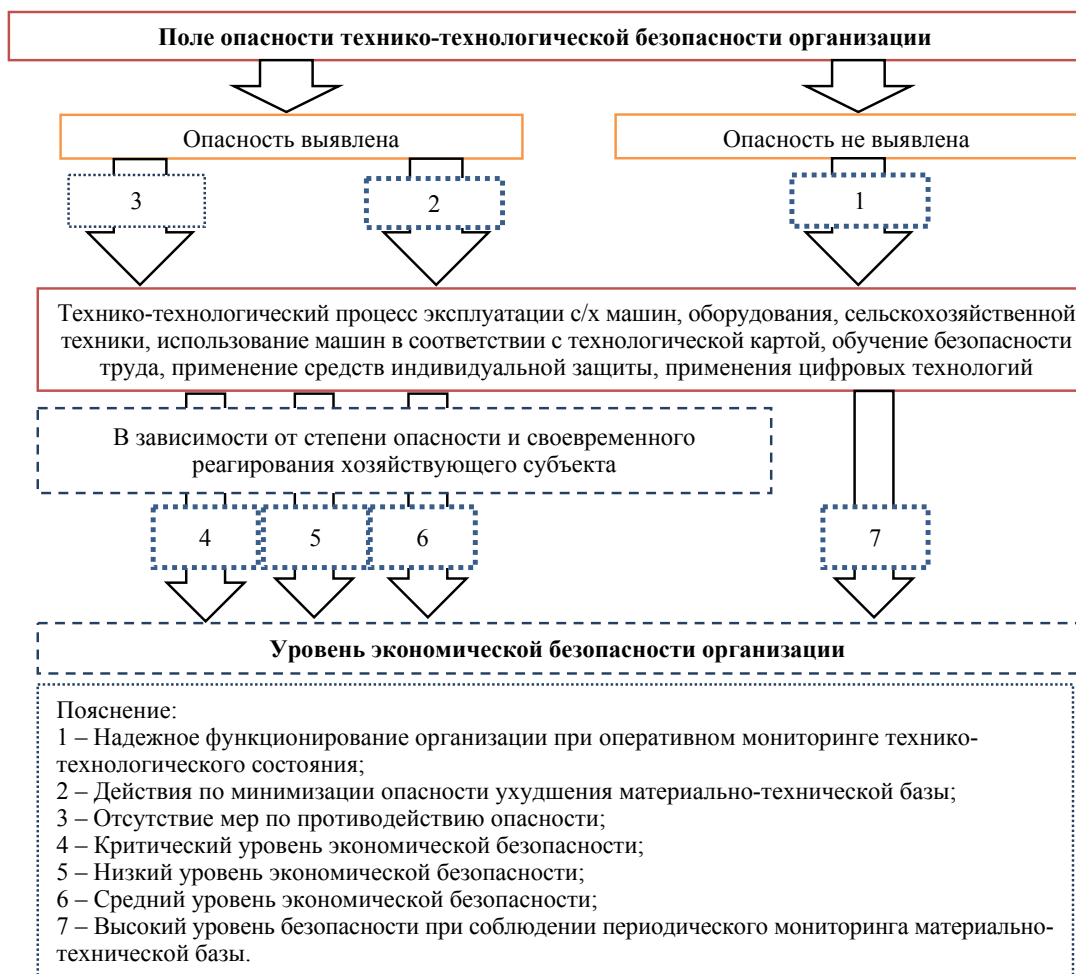 Поле опасности технико-технологической безопасности организации
Опасность выявлена
Опасность не выявлена
3
2
1
Технико-технологический процесс эксплуатации с/х машин, оборудования, сельскохозяйственной
техники, использование машин в соответствии с технологической картой, обучение безопасности
труда, применение средств индивидуальной защиты, применения цифровых технологий
В зависимости от степени опасности и своевременного
реагирования хозяйствующего субъекта
4
5
6
7
Уровень экономической безопасности организации
Пояснение:
1 – Надежное функционирование организации при оперативном мониторинге технико-
технологического состояния;
2 – Действия по минимизации опасности ухудшения материально-технической базы;
3 – Отсутствие мер по противодействию опасности;
4 – Критический уровень экономической безопасности;
5 – Низкий уровень экономической безопасности;
6 – Средний уровень экономической безопасности;
7 – Высокий уровень безопасности при соблюдении периодического мониторинга материально-
технической базы.